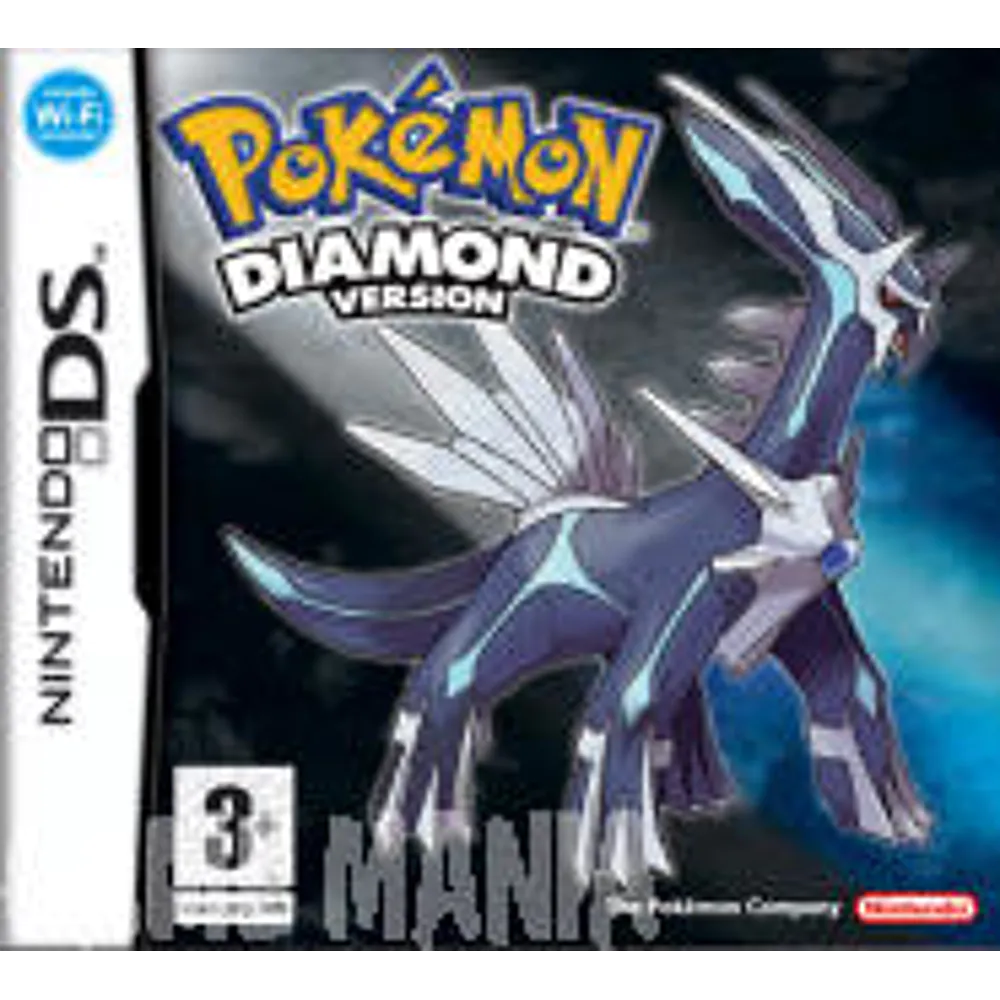 Wi-Fi
NINTENDO DS
POKéMON
DIAMOND
VERSION
3+
MANIA
The Pokémon Company
Nintendo